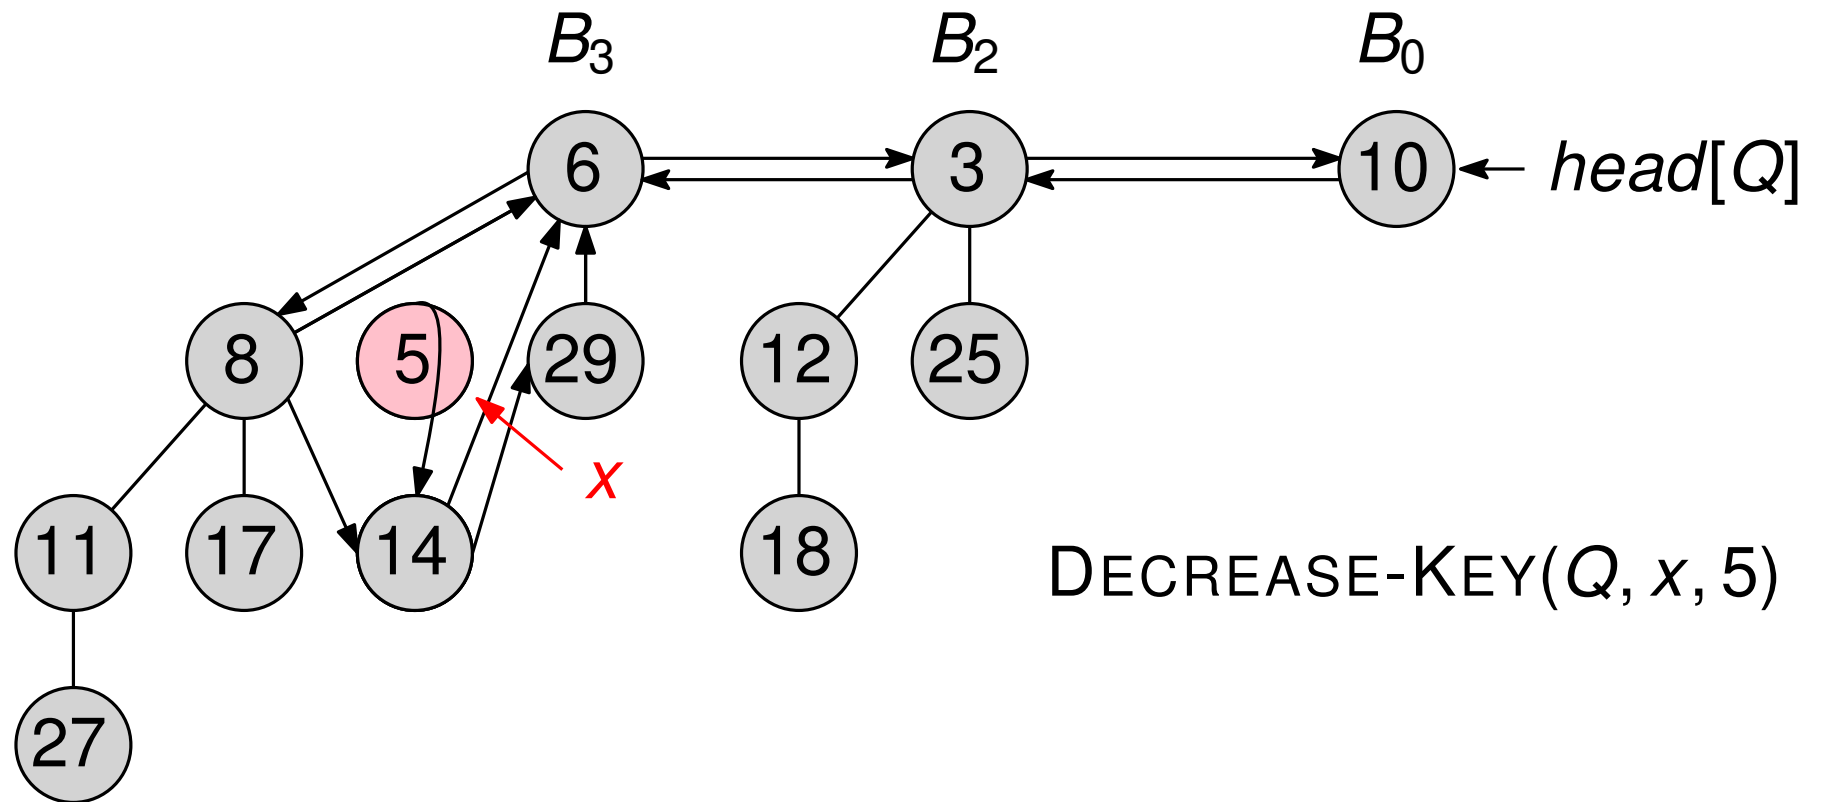 B₃ B₂ B₀
6 3 10 head[Q]
8 5 29 12 25
x
11 17 14 18 DECREASE-KEY(Q, x, 5)
27